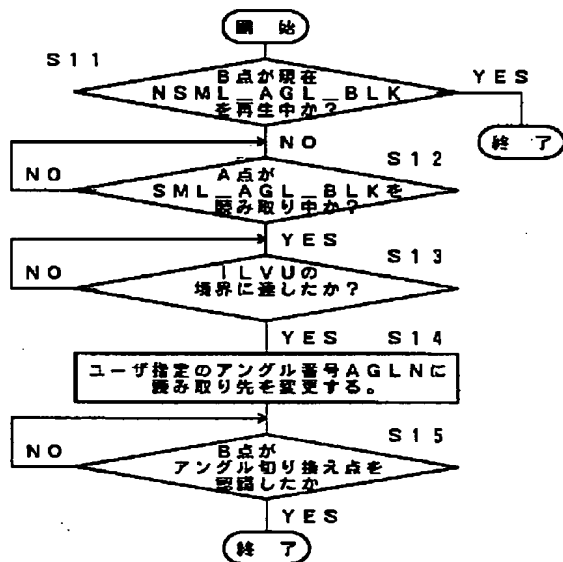 開 始
S11
B点が現在
NSML_AGL_BLK
を再生中か?
YES
終 了
NO
S12
NO
A点が
SML_AGL_BLKを
読み取り中か?
YES
S13
NO
ILVUの
境界に達したか?
YES
S14
ユーザ指定のアングル番号AGLNに
読み取り先を変更する。
S15
NO
B点が
アングル切り換え点を
認識したか
YES
終 了